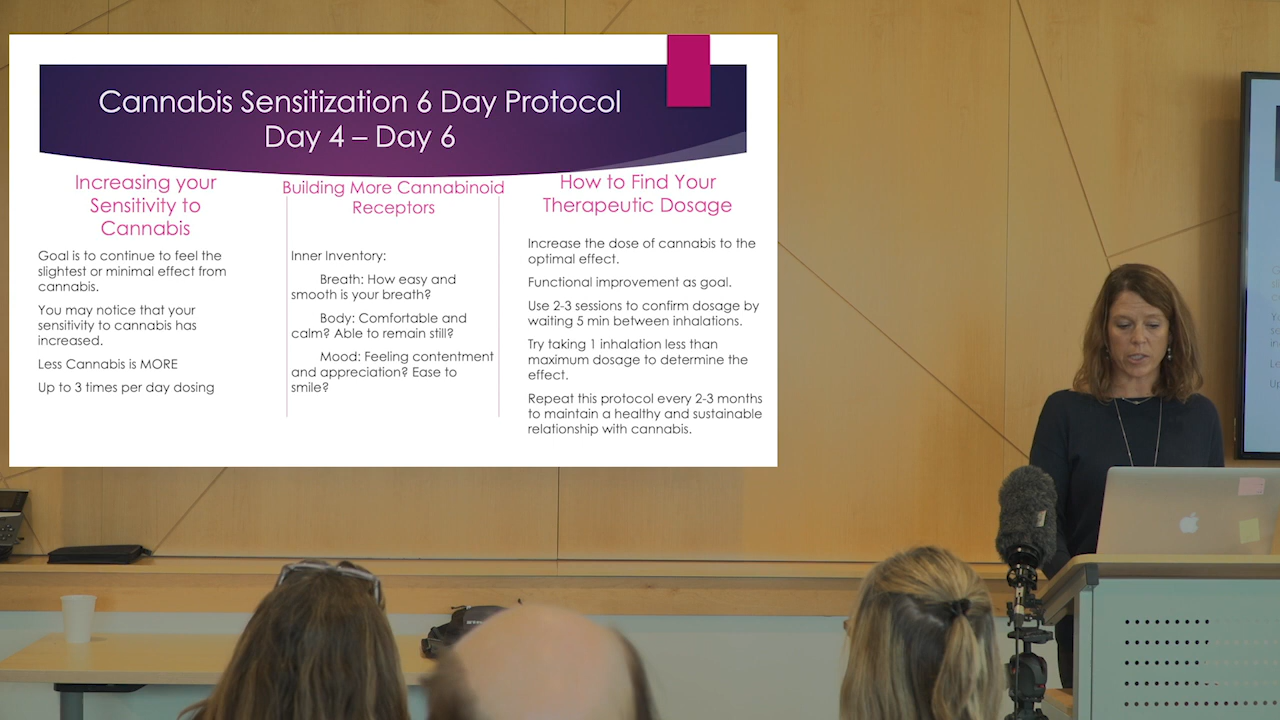 Cannabis Sensitization 6 Day Protocol
Day 4 – Day 6
Increasing your
Sensitivity to
Cannabis
Goal is to continue to feel the
slightest or minimal effect from
cannabis.
You may notice that your
sensitivity to cannabis has
increased.
Less Cannabis is MORE
Up to 3 times per day dosing
Building More Cannabinoid
Receptors
Inner Inventory:
Breath: How easy and
smooth is your breath?
Body: Comfortable and
calm? Able to remain still?
Mood: Feeling contentment
and appreciation? Ease to
smile?
How to Find Your
Therapeutic Dosage
Increase the dose of cannabis to the
optimal effect.
Functional improvement as goal.
Use 2-3 sessions to confirm dosage by
waiting 5 min between inhalations.
Try taking 1 inhalation less than
maximum dosage to determine the
effect.
Repeat this protocol every 2-3 months
to maintain a healthy and sustainable
relationship with cannabis.